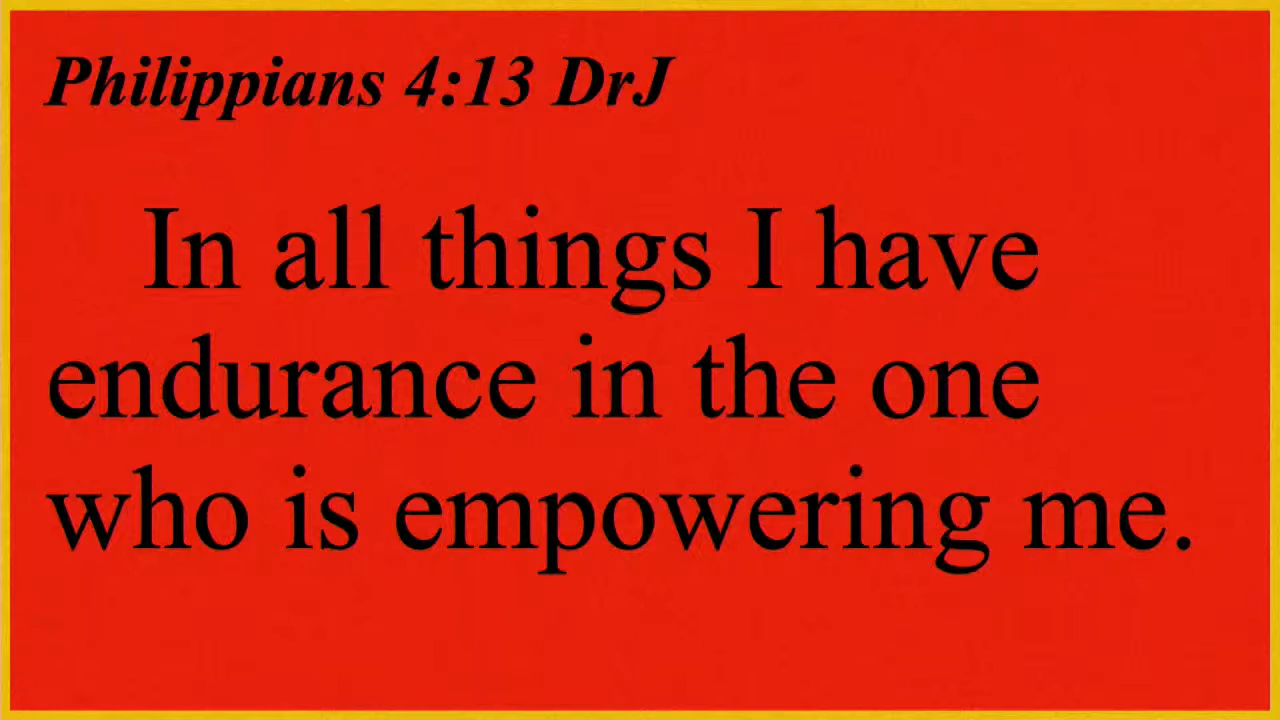 Philippians 4:13 DrJ
In all things I have
endurance in the one
who is empowering me.